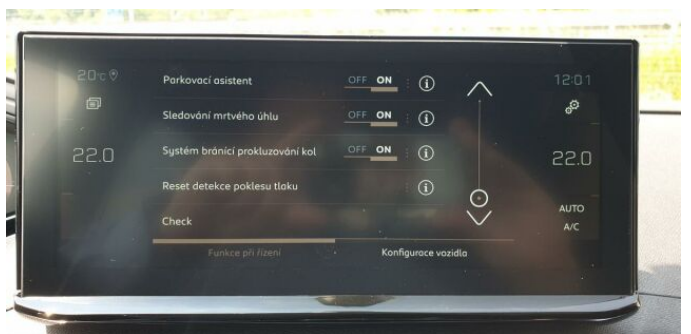 20°C
12:01
Parkovací asistent OFF ON
Sledování mrtvého úhlu OFF ON
22.0
22.0
Systém bránící prokluzování kol OFF ON
Reset detekce poklesu tlaku
AUTO
Check
A/C
Funkce při řízení
Konfigurace vozidla